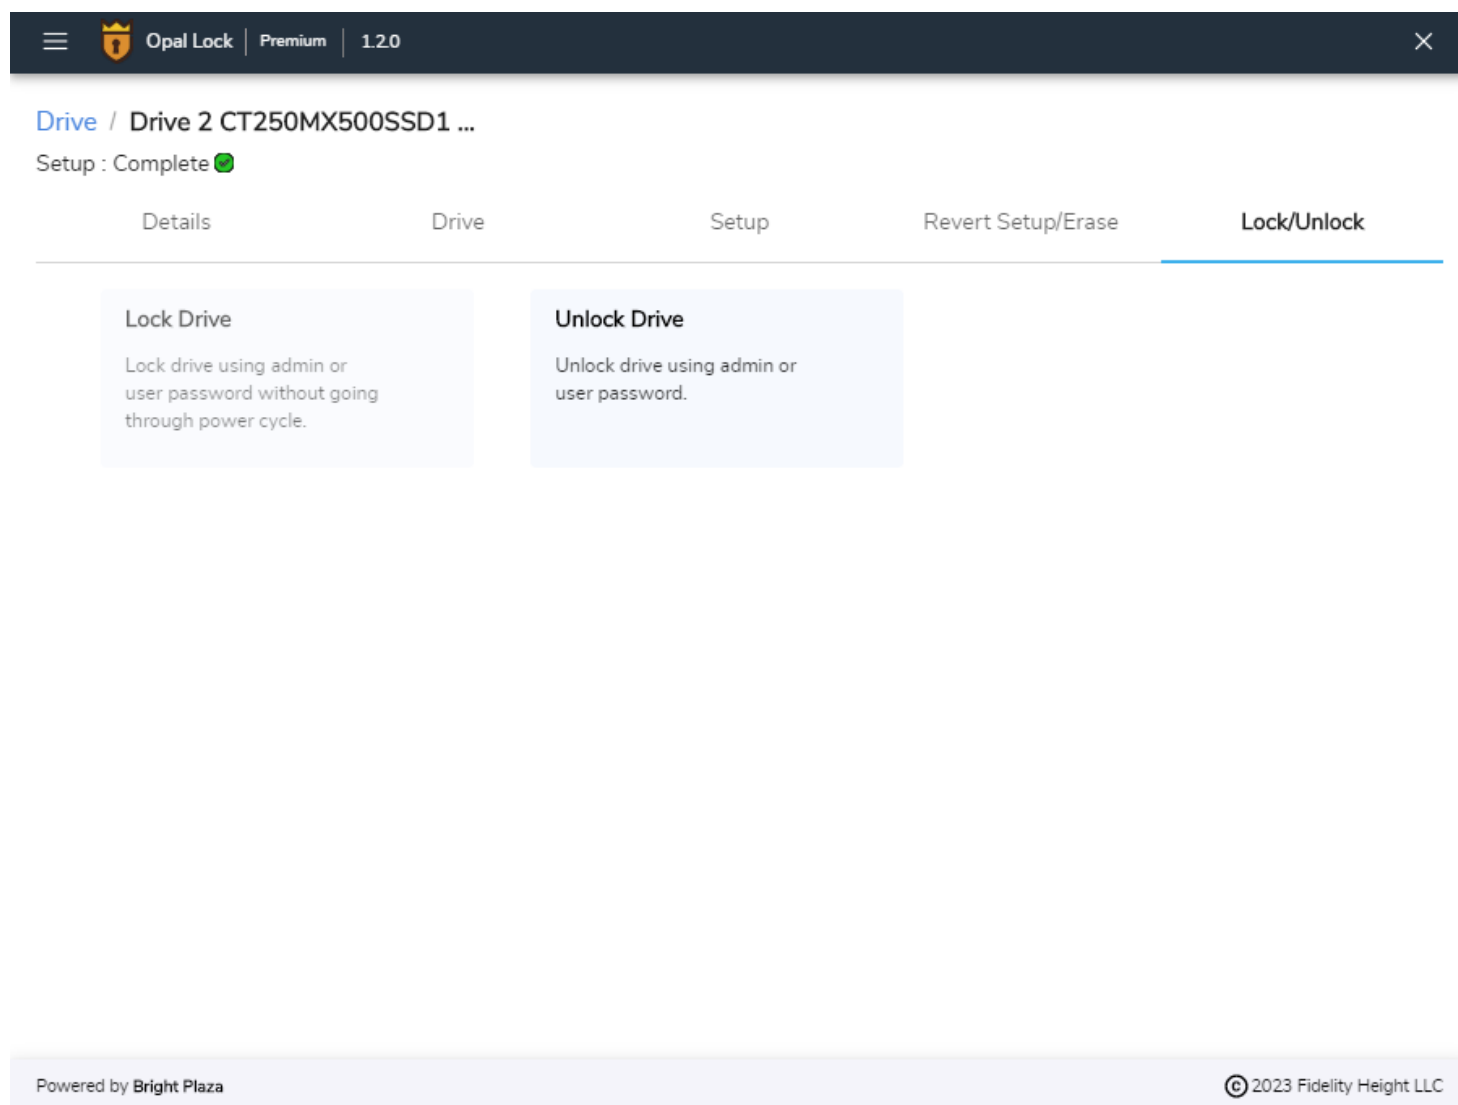 Opal Lock | Premium | 1.2.0
Drive / Drive 2 CT250MX500SSD1 ...
Setup : Complete
Details Drive Setup Revert Setup/Erase Lock/Unlock
Lock Drive
Lock drive using admin or
user password without going
through power cycle.
Unlock Drive
Unlock drive using admin or
user password.
Powered by Bright Plaza
© 2023 Fidelity Height LLC